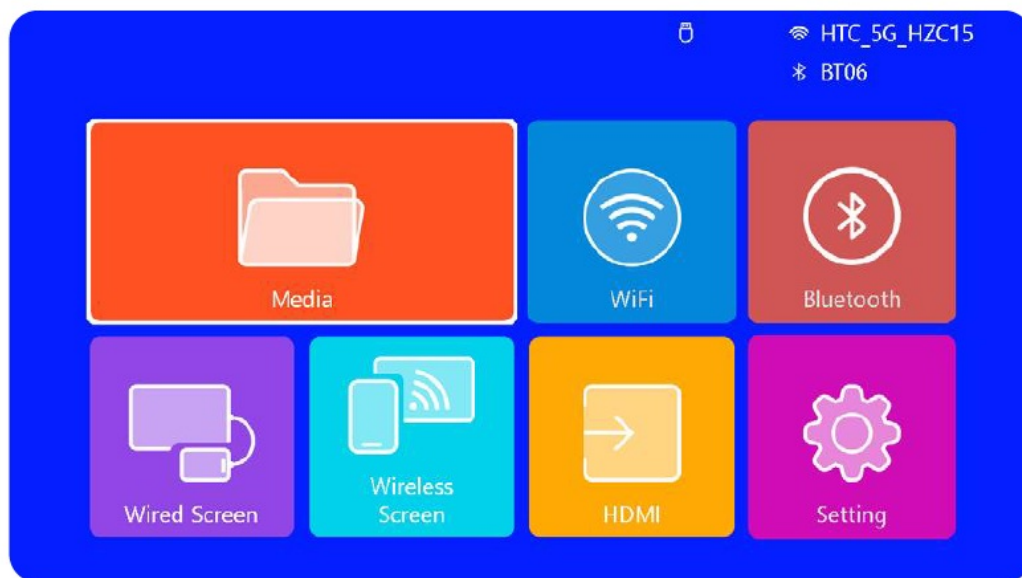 HTC_5G_HZC15
BT06
Media
WiFi
Bluetooth
Wired Screen
Wireless
Screen
HDMI
Setting